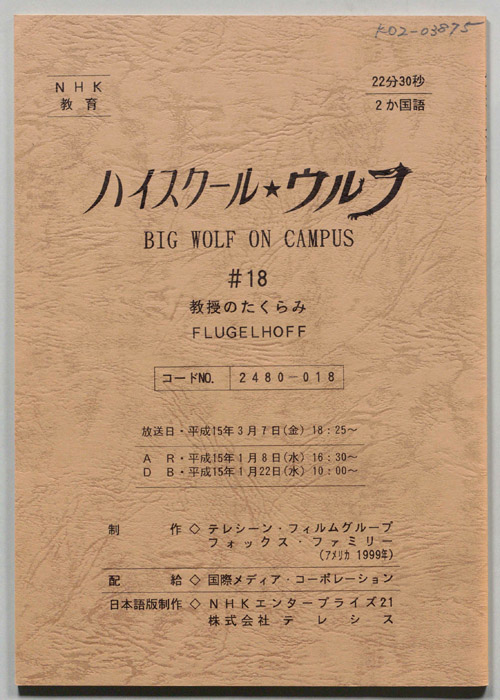 K02-03875
NHK
教育
22分30秒
2か国語
ハイスクール★ウルフ
BIG WOLF ON CAMPUS
#18
教授のたくらみ
FLUGELHOFF
コードNO. 2480-018
放送日・平成15年3月7日(金) 18:25~
A R・平成15年1月8日(水) 16:30~
D B・平成15年1月22日(水) 10:00~
制作◇テレシーン・フィルムグループ
フォックス・ファミリー
(アメリカ 1999年)
配給◇国際メディア・コーポレーション
日本語版制作◇NHKエンタープライズ21
株式会社テレシス